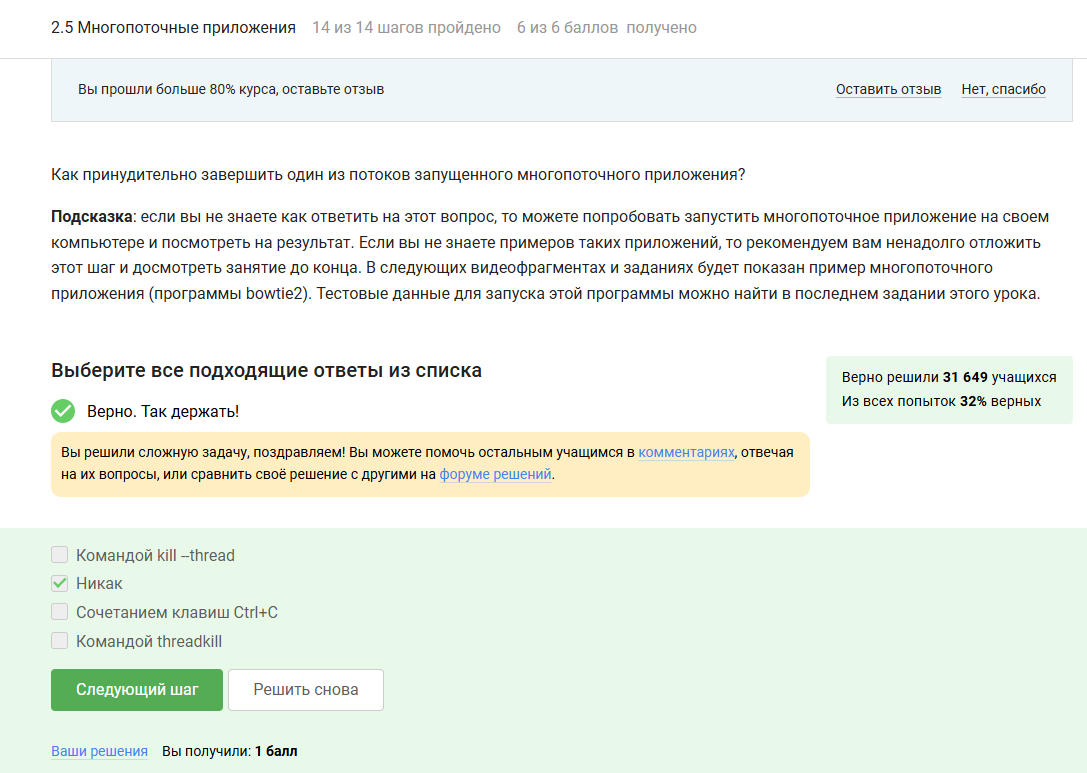 2.5 Многопоточные приложения 14 из 14 шагов пройдено 6 из 6 баллов получено
Вы прошли больше 80% курса, оставьте отзыв Оставить отзыв Нет, спасибо
Как принудительно завершить один из потоков запущенного многопоточного приложения?
Подсказка: если вы не знаете как ответить на этот вопрос, то можете попробовать запустить многопоточное приложение на своем
компьютере и посмотреть на результат. Если вы не знаете примеров таких приложений, то рекомендуем вам ненадолго отложить
этот шаг и досмотреть занятие до конца. В следующих видеофрагментах и заданиях будет показан пример многопоточного
приложения (программы bowtie2). Тестовые данные для запуска этой программы можно найти в последнем задании этого урока.
Выберите все подходящие ответы из списка
Верно решили 31 649 учащихся
Из всех попыток 32% верных
Верно. Так держать!
Вы решили сложную задачу, поздравляем! Вы можете помочь остальным учащимся в комментариях, отвечая
на их вопросы, или сравнить своё решение с другими на форуме решений.
Командой kill --thread
Никак
Сочетанием клавиш Ctrl+C
Командой threadkill
Следующий шаг Решить снова
Ваши решения Вы получили: 1 балл